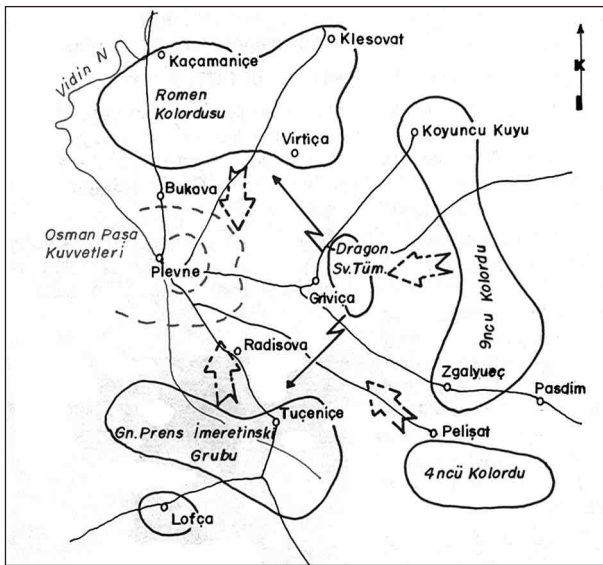 Klesovat
Kaçamaniçe
K
Vidin N
Romen
Kolordusu
Virtiça
Koyuncu Kuyu
Bukova
Osman Paşa
Kuvvetleri
Plevne
Dragon
Sv.Tüm.
Grıviça
9ncu Kolordu
Radisova
Zgalyueç
Pasdim
Tuçeniçe
Gn.Prens İmeretinski
Grubu
Pelişat
4ncü Kolordu
Lofça